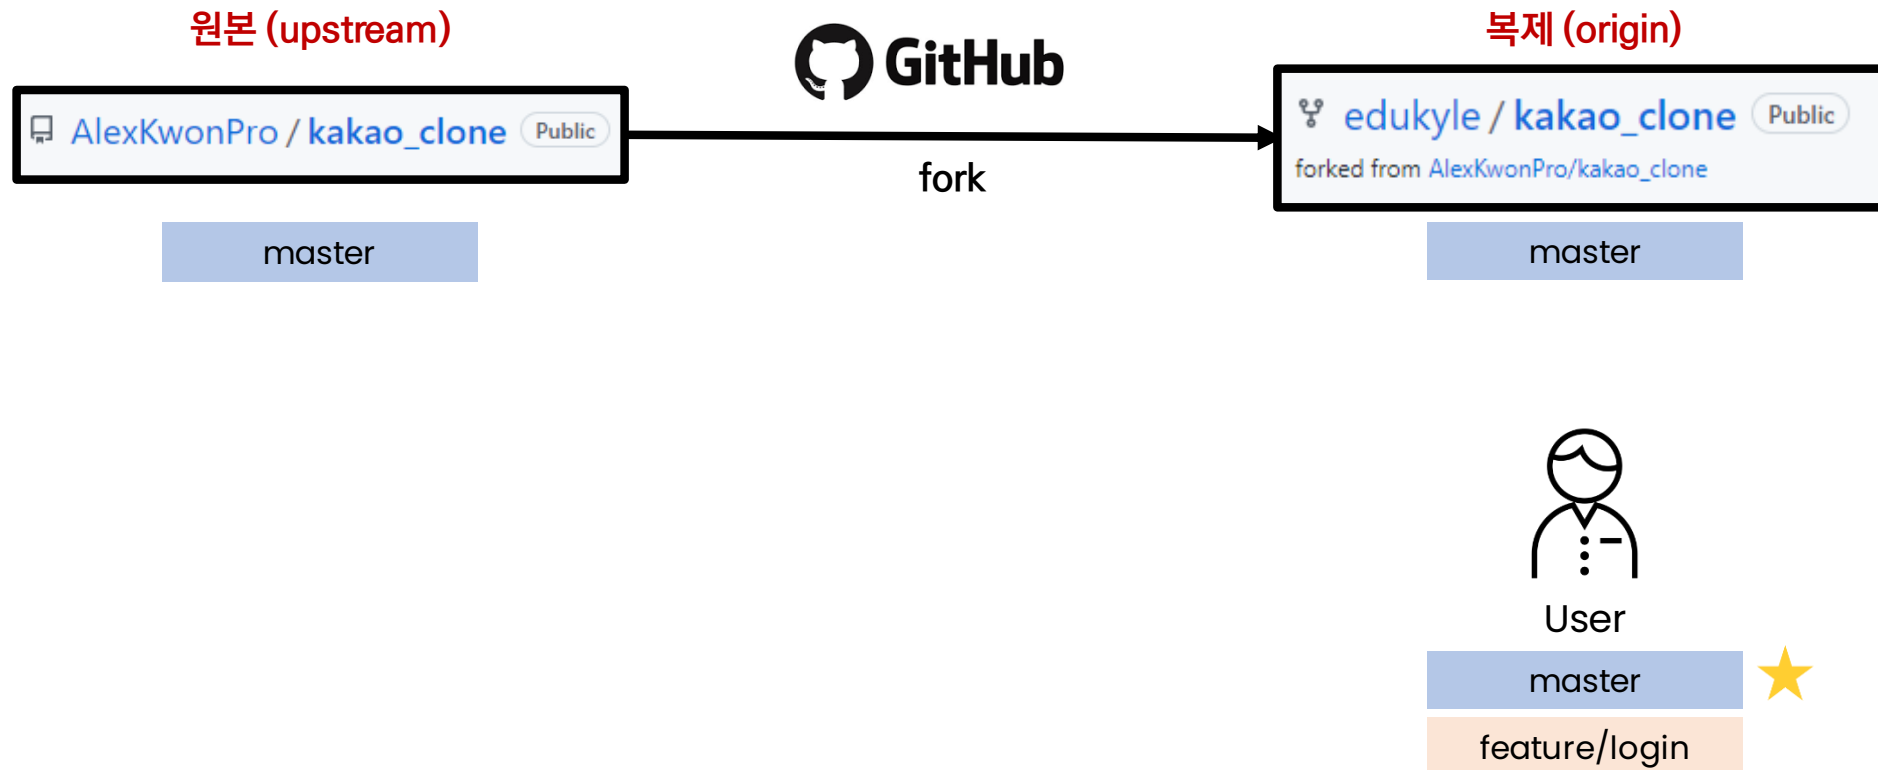 원본 (upstream)
GitHub
복제 (origin)
AlexKwonPro / kakao_clone Public
edukyle / kakao_clone Public
forked from AlexKwonPro/kakao_clone
fork
master
master
User
master
feature/login